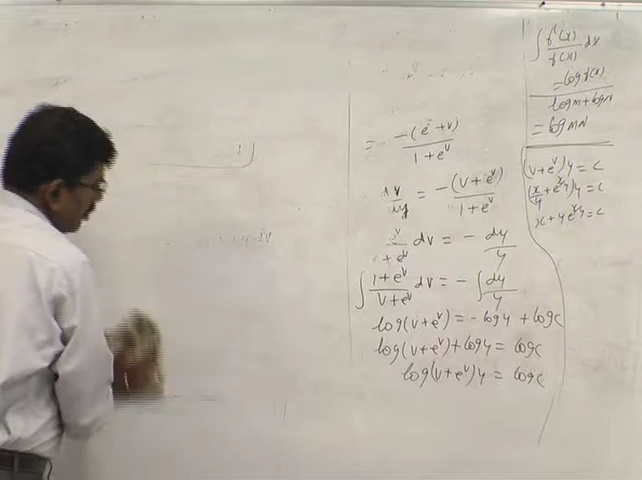 = -(e^v + v) / 1 + e^v
dv / dy = -(v + e^v) / 1 + e^v
e^v dv = - dy / y
+ e^v
∫ 1 + e^v / v + e^v dv = - ∫ dy / y
log(v + e^v) = - log y + log c
log(v + e^v) + log y = log c
log(v + e^v) y = log c
∫ f'(x) / f(x) dx
= log f(x)
log m + log n
= log mn
(v + e^v) y = c
(x/y + e^x/y) y = c
x + y e^x/y = c